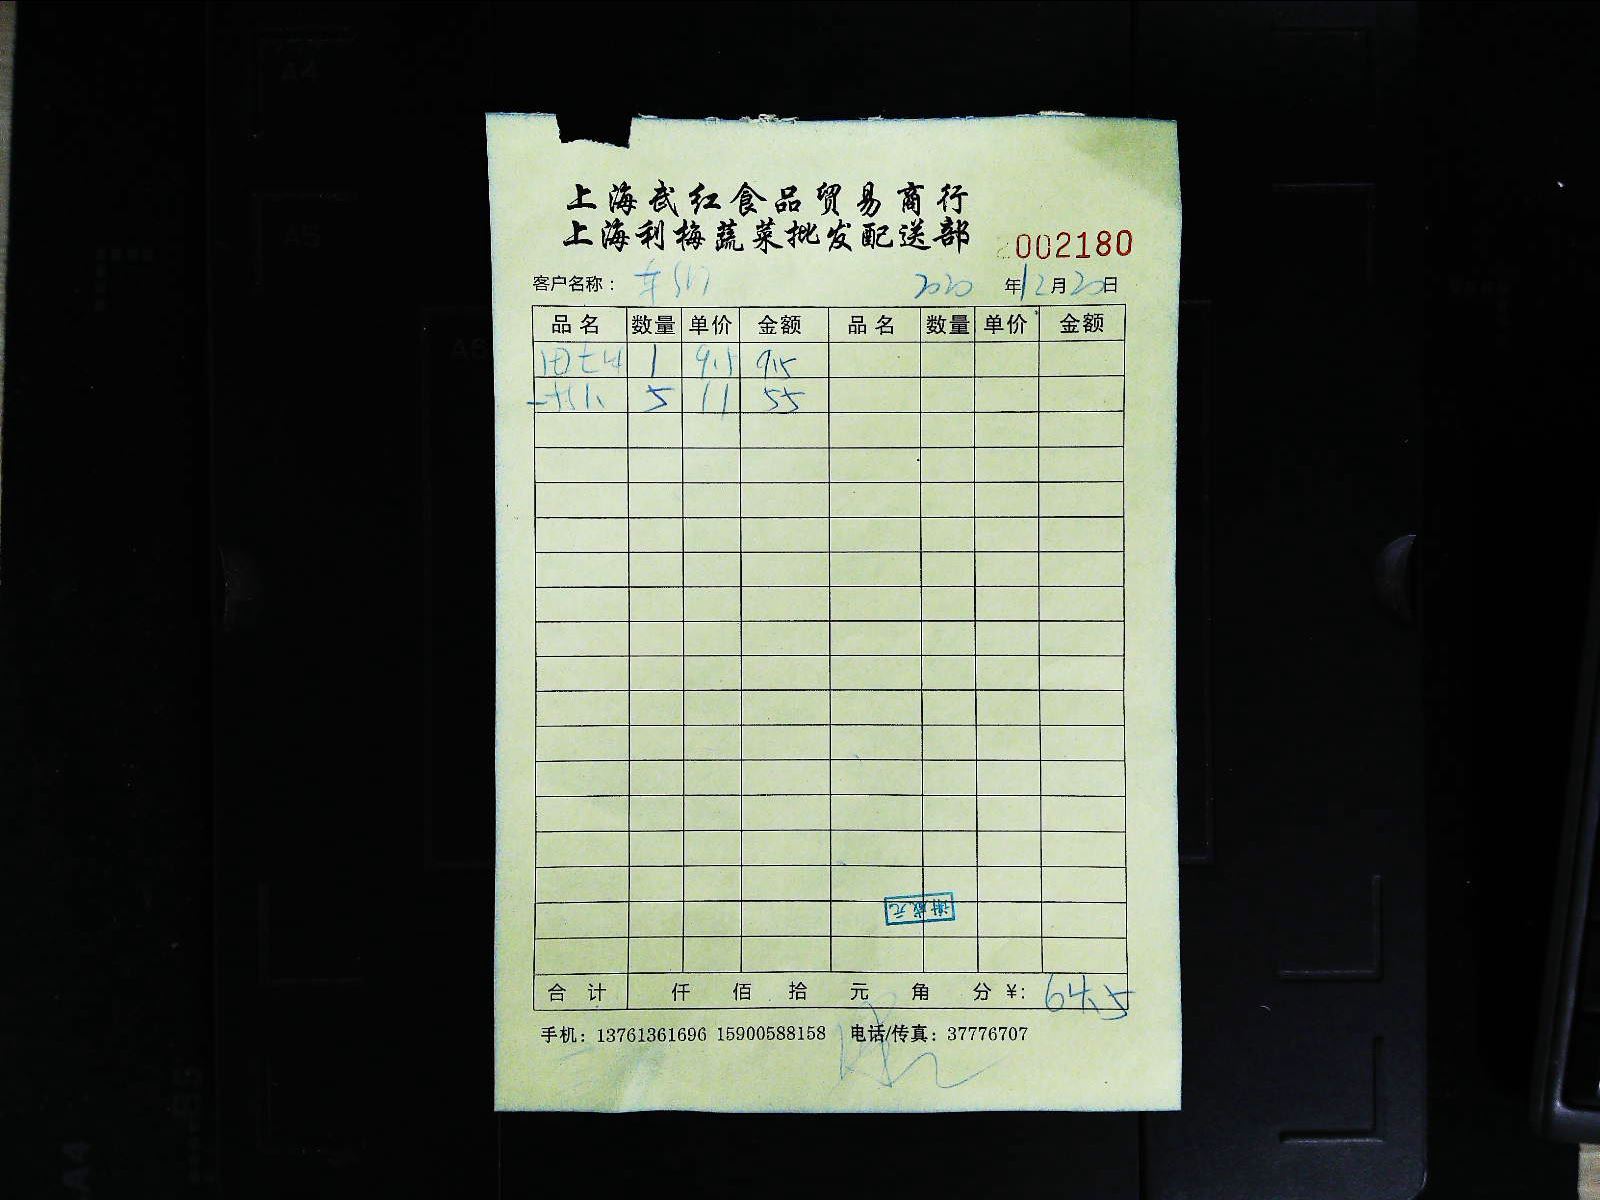 上海武红食品贸易商行
上海利梅蔬菜批发配送部
002180
客户名称： 2020 年12月20日
品名 数量 单价 金额 品名 数量 单价 金额
1 9.5 9.5
5 11 55
谢成元
合计 仟 佰 拾 元 角 分 ¥: 64.5
手机：13761361696 15900588158 电话/传真：37776707